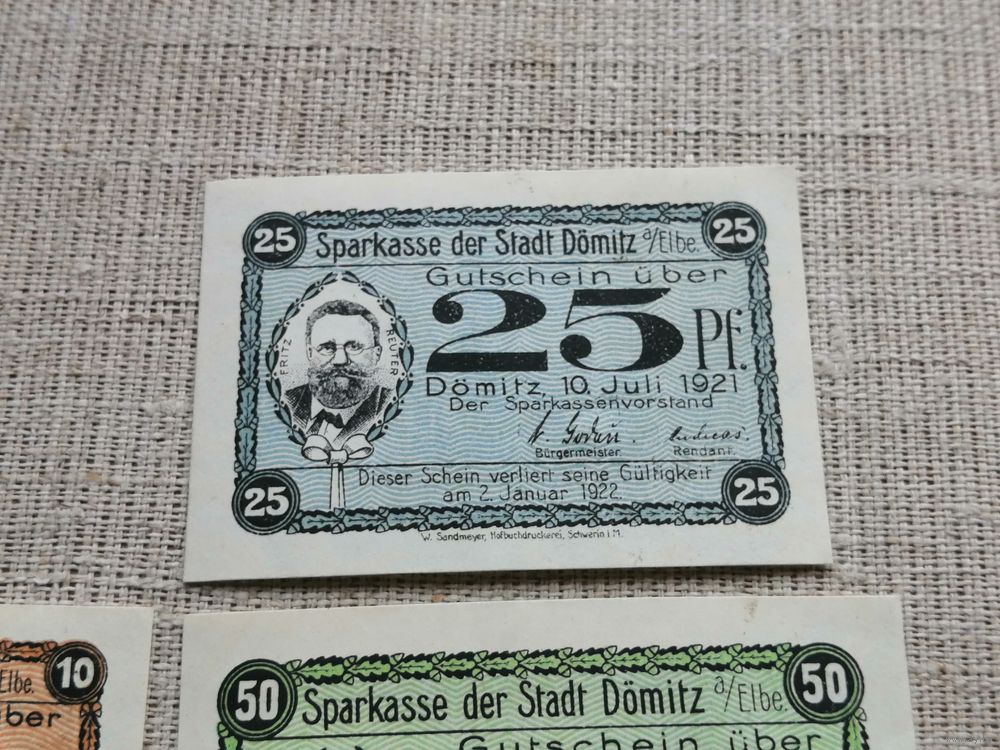 25 Sparkasse der Stadt Dömitz a/Elbe. 25
Gutschein über
25 Pf.
FRITZ REUTER
Dömitz, 10. Juli 1921
Der Sparkassenvorstand
Bürgermeister. Rendant.
Dieser Schein verliert seine Gültigkeit
am 2. Januar 1922.
25 25
W. Sandmeyer, Hofbuchdruckerei, Schwerin i. M.
Elbe. 10
ber
50 Sparkasse der Stadt Dömitz a/Elbe. 50
Gutschein über